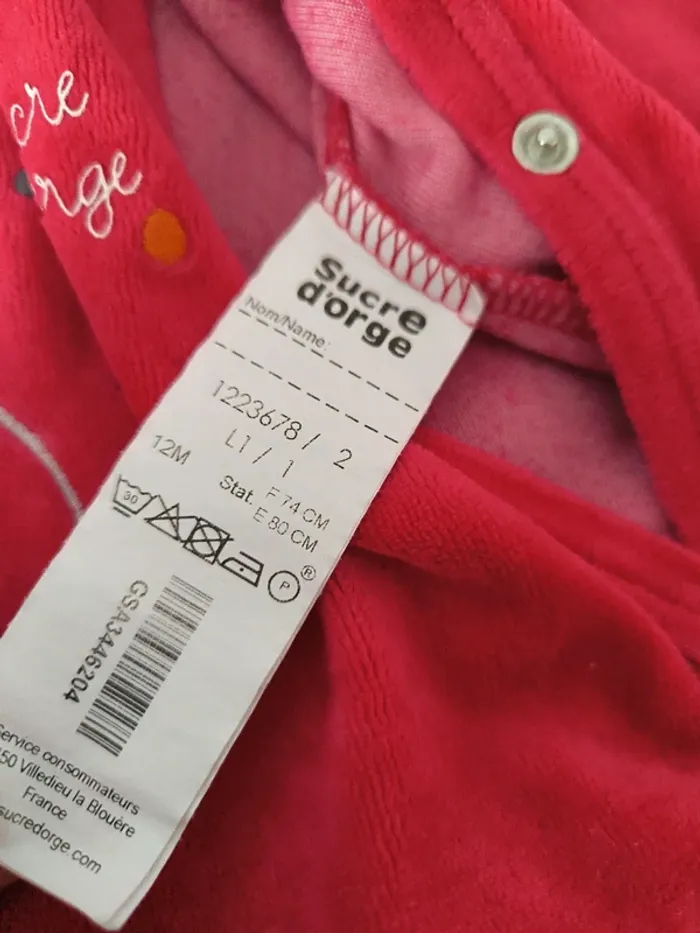 cre
rge
Sucre
d'orge
Nom/Name:
1223678 / 2
L1 / 1
12M
Stat. F 74 CM
E 80 CM
30
P
®
GSA3446204
Service consommateurs
50 Villedieu la Blouère
France
sucredorge.com